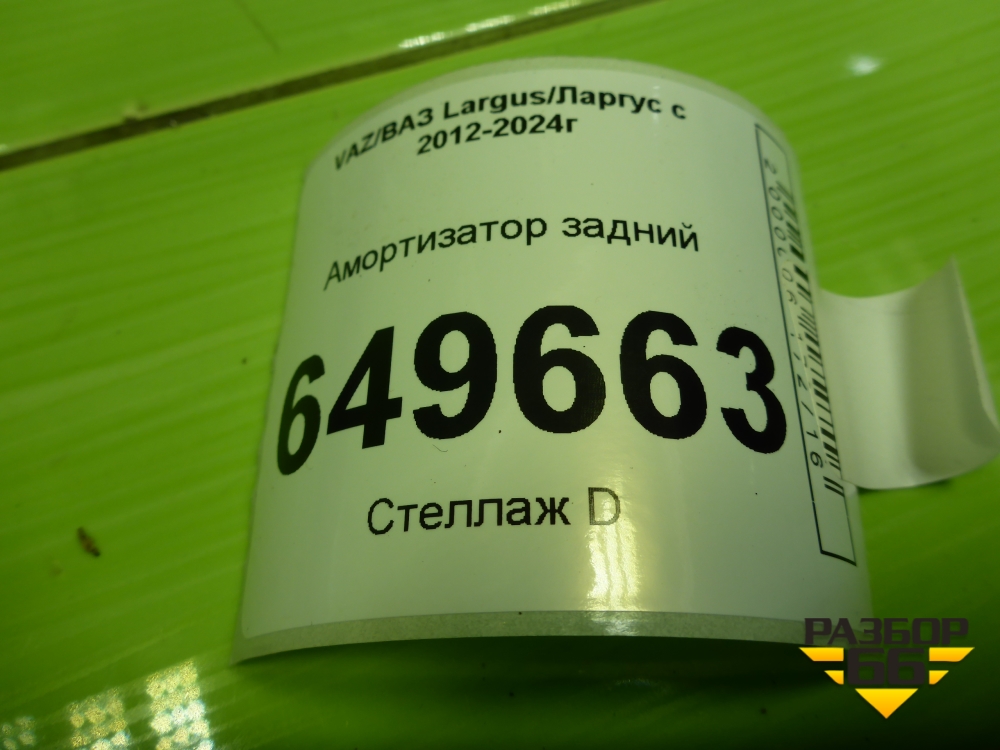 VAZ/ВАЗ Largus/Ларгус с
2012-2024г
Амортизатор задний
649663
Стеллаж D
РАЗБОР
66